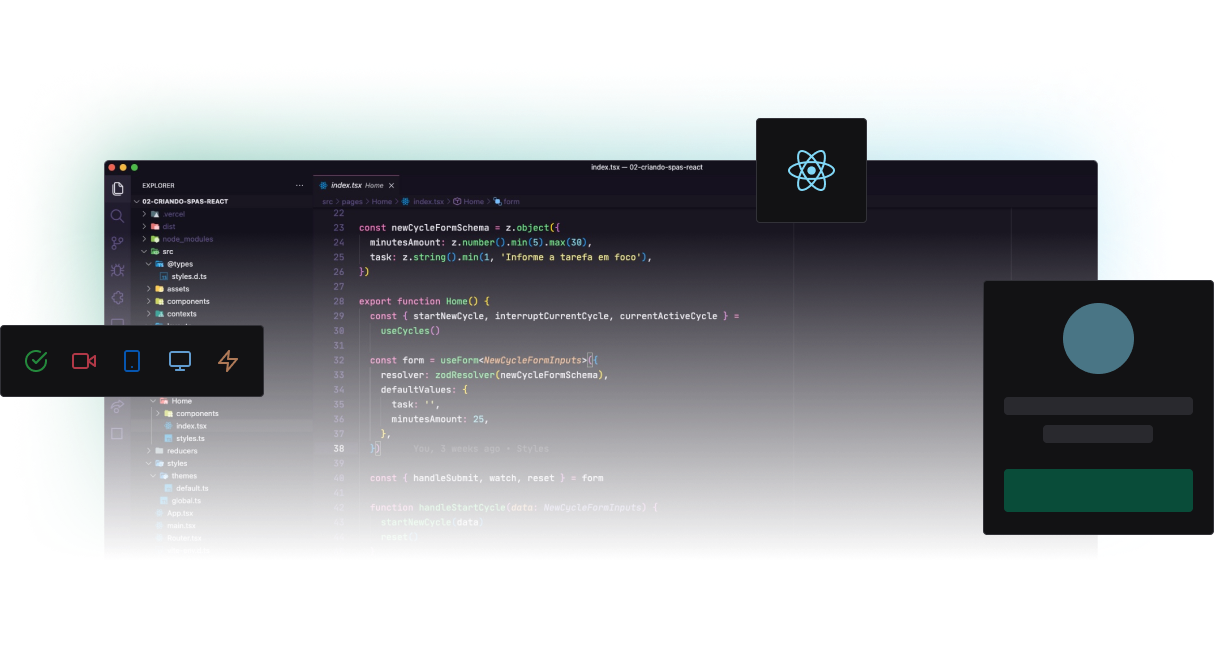 index.tsx — 02-criando-spas-react
EXPLORER ...
02-CRIANDO-SPAS-REACT
.vercel
dist
node_modules
src
@types
styles.d.ts
assets
components
contexts
Home
components
index.tsx
styles.ts
reducers
styles
themes
default.ts
global.ts
App.tsx
main.tsx
Router.tsx
index.tsx Home ×
src > pages > Home > index.tsx > Home > form
22
23 const newCycleFormSchema = z.object({
24 minutesAmount: z.number().min(5).max(30),
25 task: z.string().min(1, 'Informe a tarefa em foco'),
26 })
27
28 export function Home() {
29 const { startNewCycle, interruptCurrentCycle, currentActiveCycle } =
30 useCycles()
31
32 const form = useForm<NewCycleFormInputs>({
33 resolver: zodResolver(newCycleFormSchema),
34 defaultValues: {
35 task: '',
36 minutesAmount: 25,
37 },
38 }) You, 3 weeks ago • styles
39
40 const { handleSubmit, watch, reset } = form
41
42 function handleStartCycle(data: NewCycleFormInputs) {
startNewCycle(data)
reset()